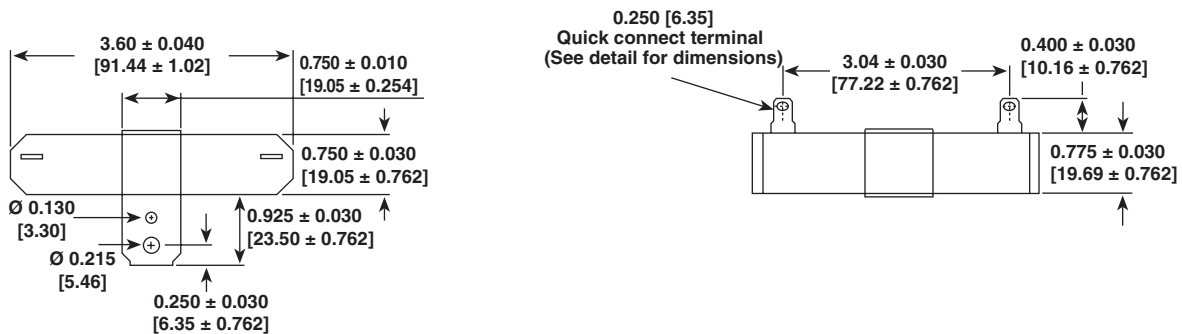 3.60 ± 0.040
[91.44 ± 1.02]
0.750 ± 0.010
[19.05 ± 0.254]
0.750 ± 0.030
[19.05 ± 0.762]
Ø 0.130
[3.30]
0.925 ± 0.030
[23.50 ± 0.762]
Ø 0.215
[5.46]
0.250 ± 0.030
[6.35 ± 0.762]
0.250 [6.35]
Quick connect terminal
(See detail for dimensions)
3.04 ± 0.030
[77.22 ± 0.762]
0.400 ± 0.030
[10.16 ± 0.762]
0.775 ± 0.030
[19.69 ± 0.762]